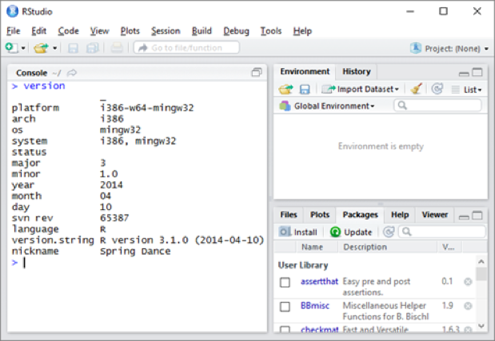 RStudio
File Edit Code View Plots Session Build Debug Tools Help
Go to file/function Project: (None)
Console ~/
> version
_
platform i386-w64-mingw32
arch i386
os mingw32
system i386, mingw32
status
major 3
minor 1.0
year 2014
month 04
day 10
svn rev 65387
language R
version.string R version 3.1.0 (2014-04-10)
nickname Spring Dance
>
Environment History
Import Dataset List
Global Environment
Environment is empty
Files Plots Packages Help Viewer
Install Update
Name Description V...
User Library
assertthat Easy pre and post assertions. 0.1
BBmisc Miscellaneous Helper Functions for B. Bischl 1.9
checkmat Fast and Versatile 1.6.3